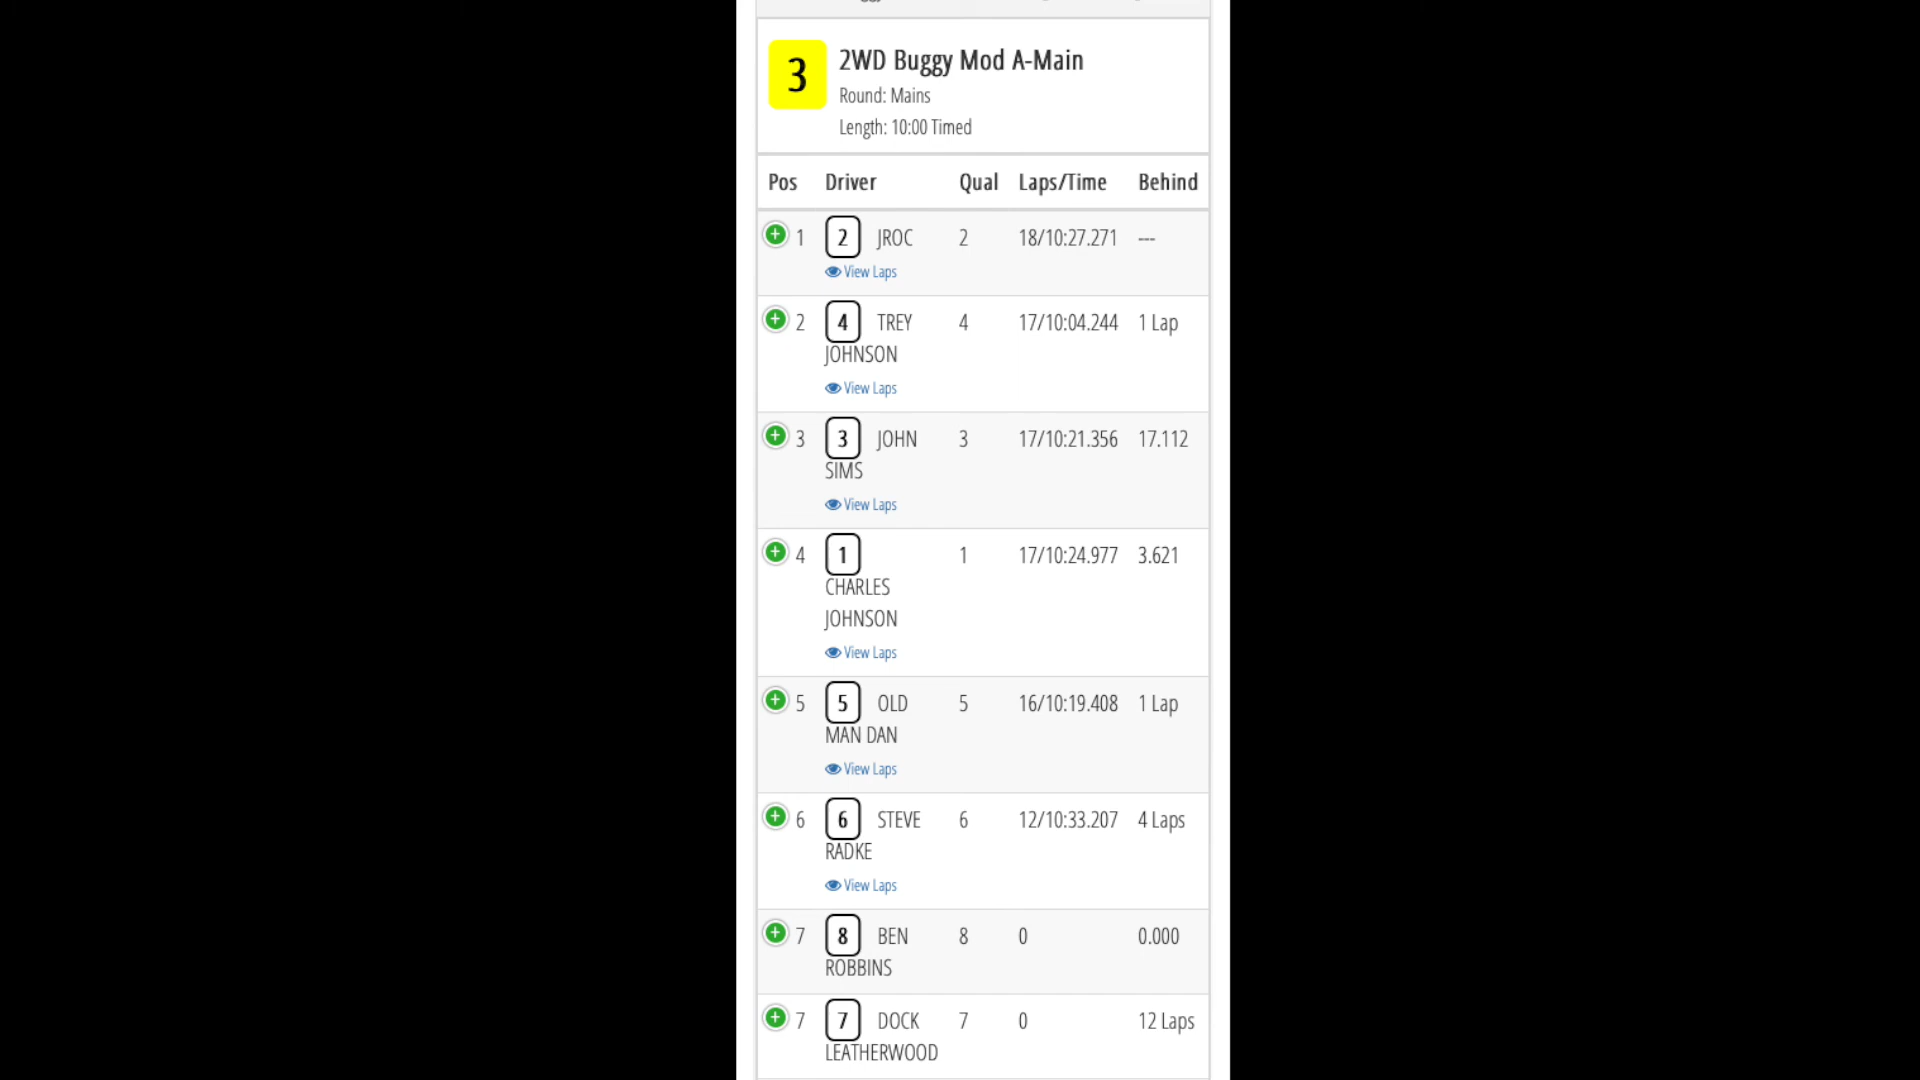 3
2WD Buggy Mod A-Main
Round: Mains
Length: 10:00 Timed
Pos Driver Qual Laps/Time Behind
1 2 JROC 2 18/10:27.271 ---
View Laps
2 4 TREY 4 17/10:04.244 1 Lap
JOHNSON
View Laps
3 3 JOHN 3 17/10:21.356 17.112
SIMS
View Laps
4 1 1 17/10:24.977 3.621
CHARLES
JOHNSON
View Laps
5 5 OLD 5 16/10:19.408 1 Lap
MAN DAN
View Laps
6 6 STEVE 6 12/10:33.207 4 Laps
RADKE
View Laps
7 8 BEN 8 0 0.000
ROBBINS
7 7 DOCK 7 0 12 Laps
LEATHERWOOD